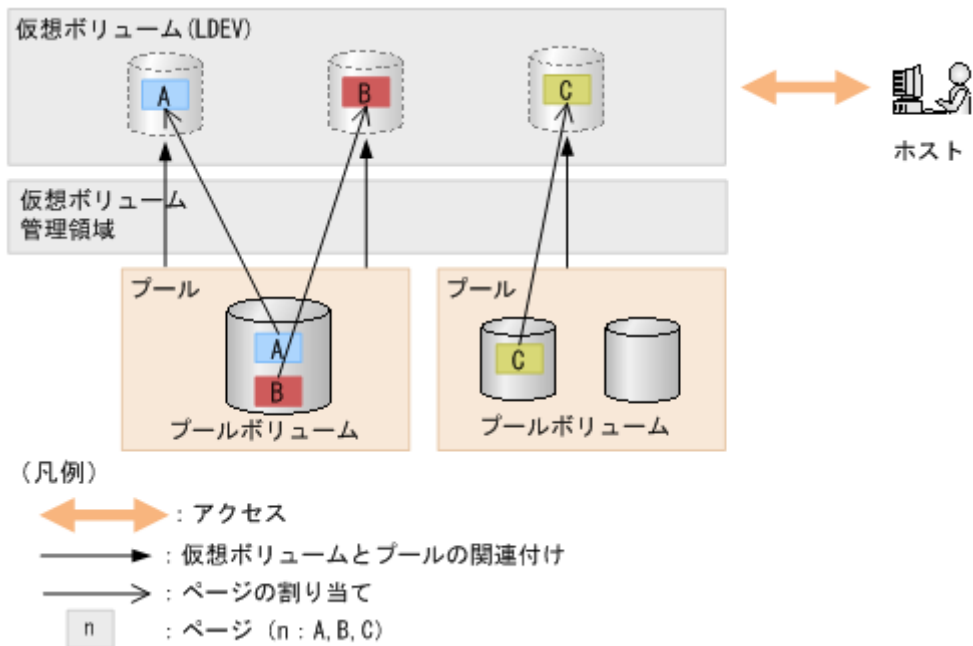 仮想ボリューム(LDEV)
A
B
C
ホスト
仮想ボリューム
管理領域
プール
A
B
プールボリューム
プール
C
プールボリューム
(凡例)
: アクセス
: 仮想ボリュームとプールの関連付け
: ページの割り当て
n : ページ (n : A, B, C)